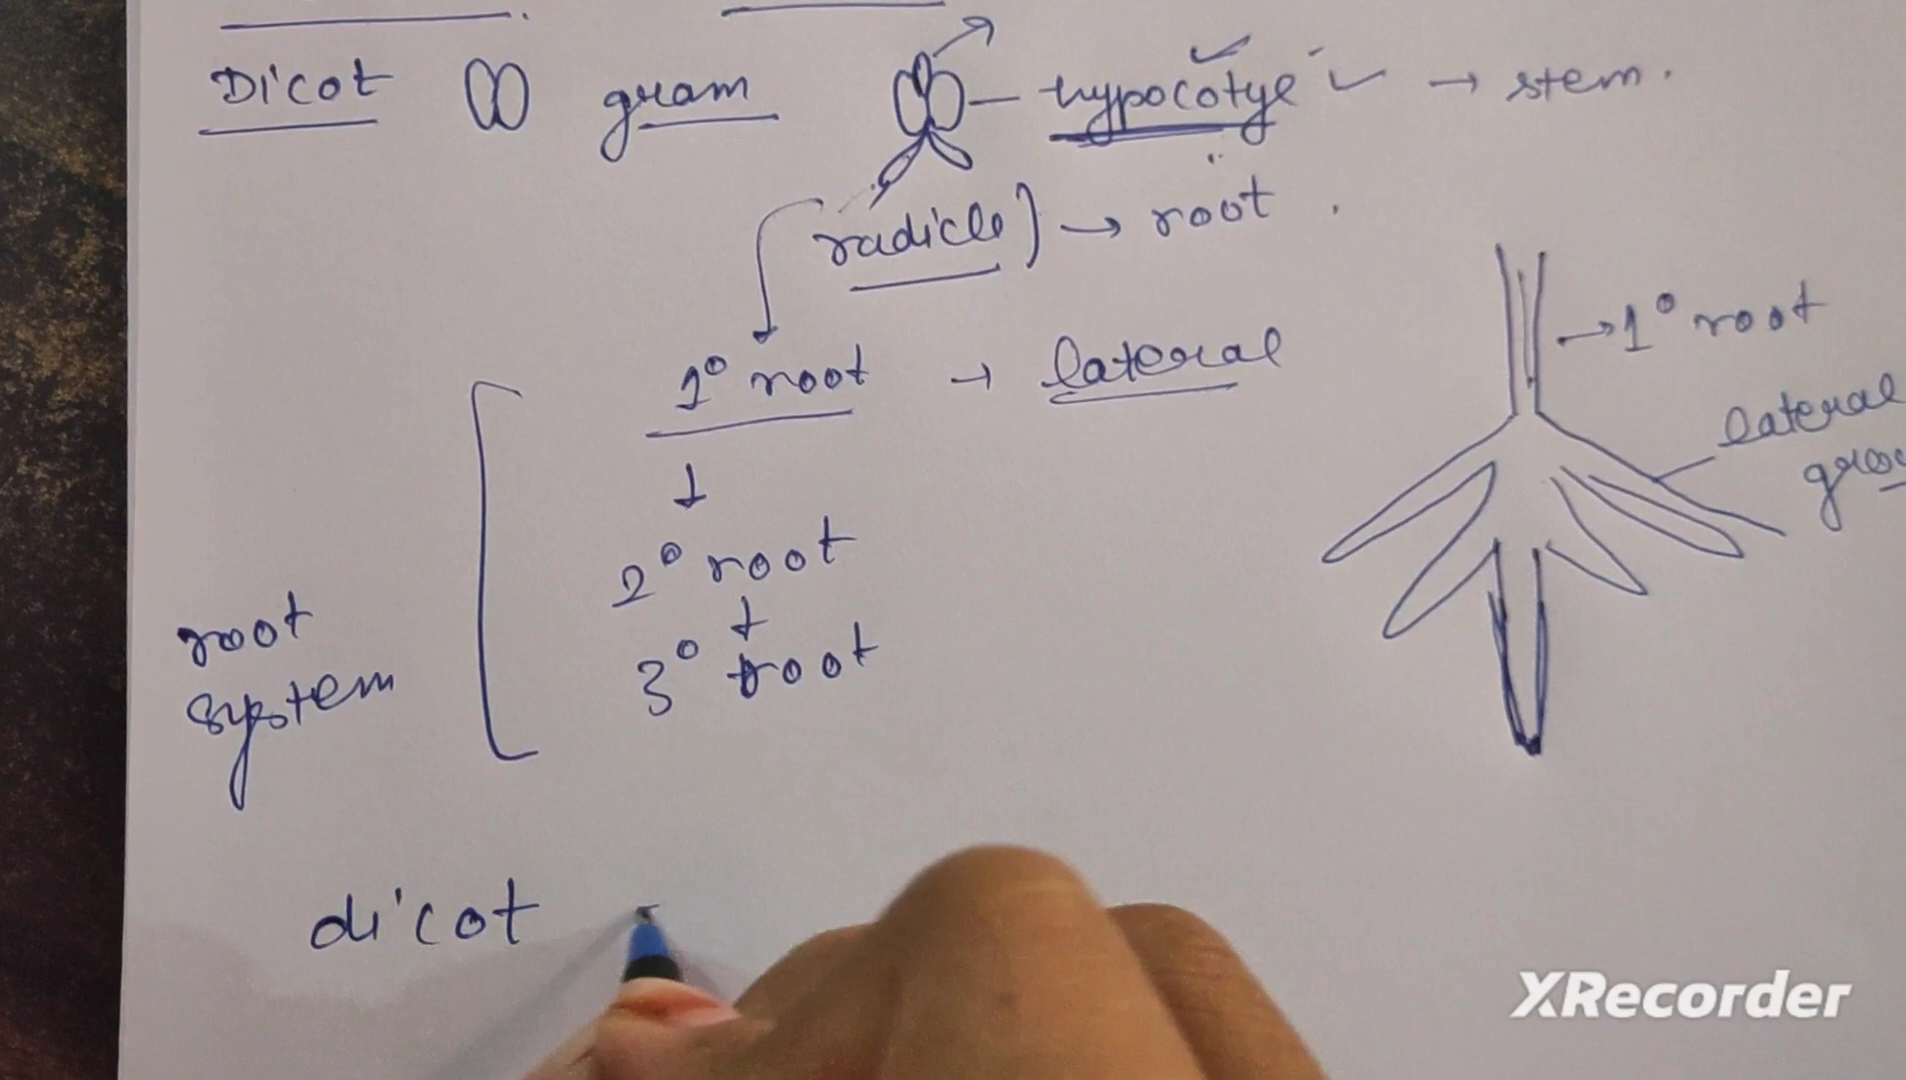 Dicot gram hypocotye → stem.
radicle) → root.
1° root → lateral
→ 1° root
lateral
2° root
3° root
root
system
dicot
XRecorder